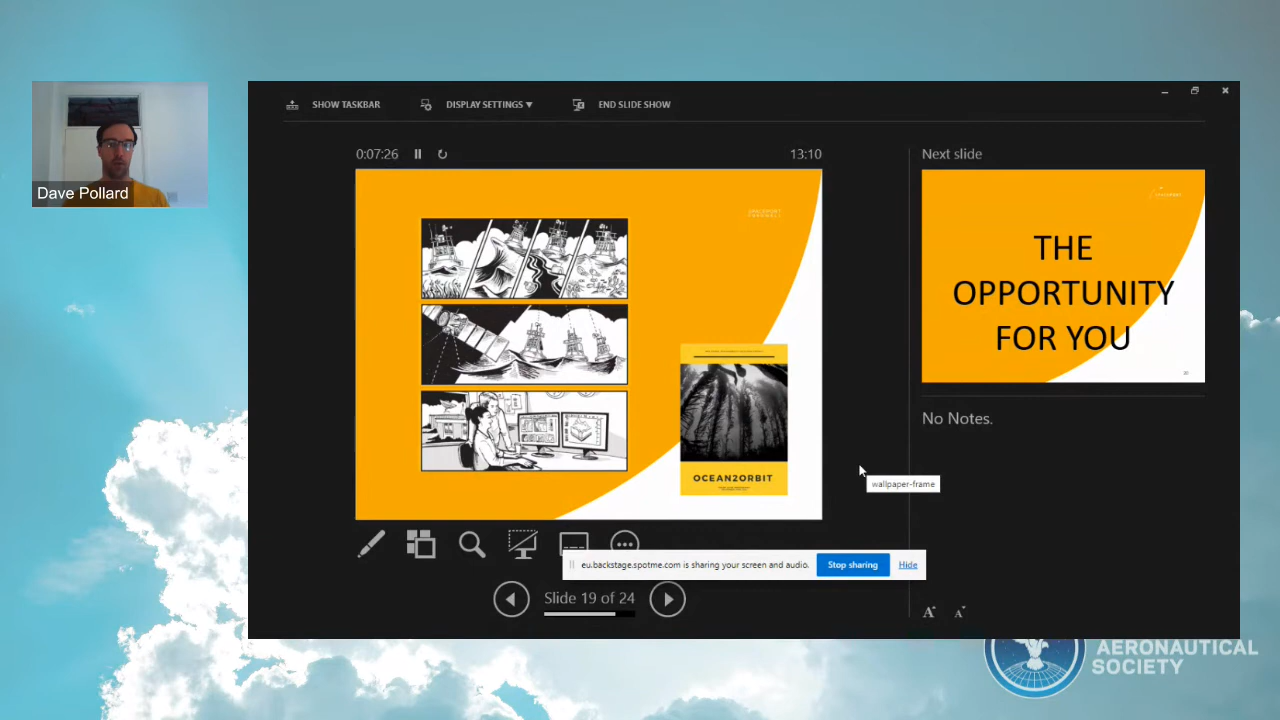 SHOW TASKBAR
DISPLAY SETTINGS ▼
END SLIDE SHOW
Dave Pollard
0:07:26
13:10
Next slide
SPACEPORT
CORNWALL
OCEAN2ORBIT
THE
OPPORTUNITY
FOR YOU
No Notes.
wallpaper-frame
eu.backstage.spotme.com is sharing your screen and audio.
Stop sharing
Hide
Slide 19 of 24
A
A
AERONAUTICAL
SOCIETY